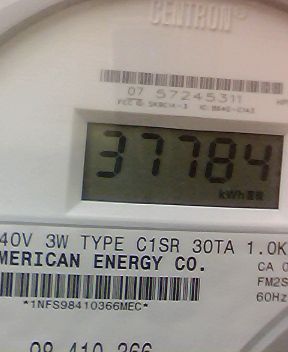 CENTRON®
07 57245311
37784
kWh
40V 3W TYPE C1SR 30TA 1.0K
MERICAN ENERGY CO.
CA 0
FM2S
60Hz
*1NFS98410366MEC*
98 410 366